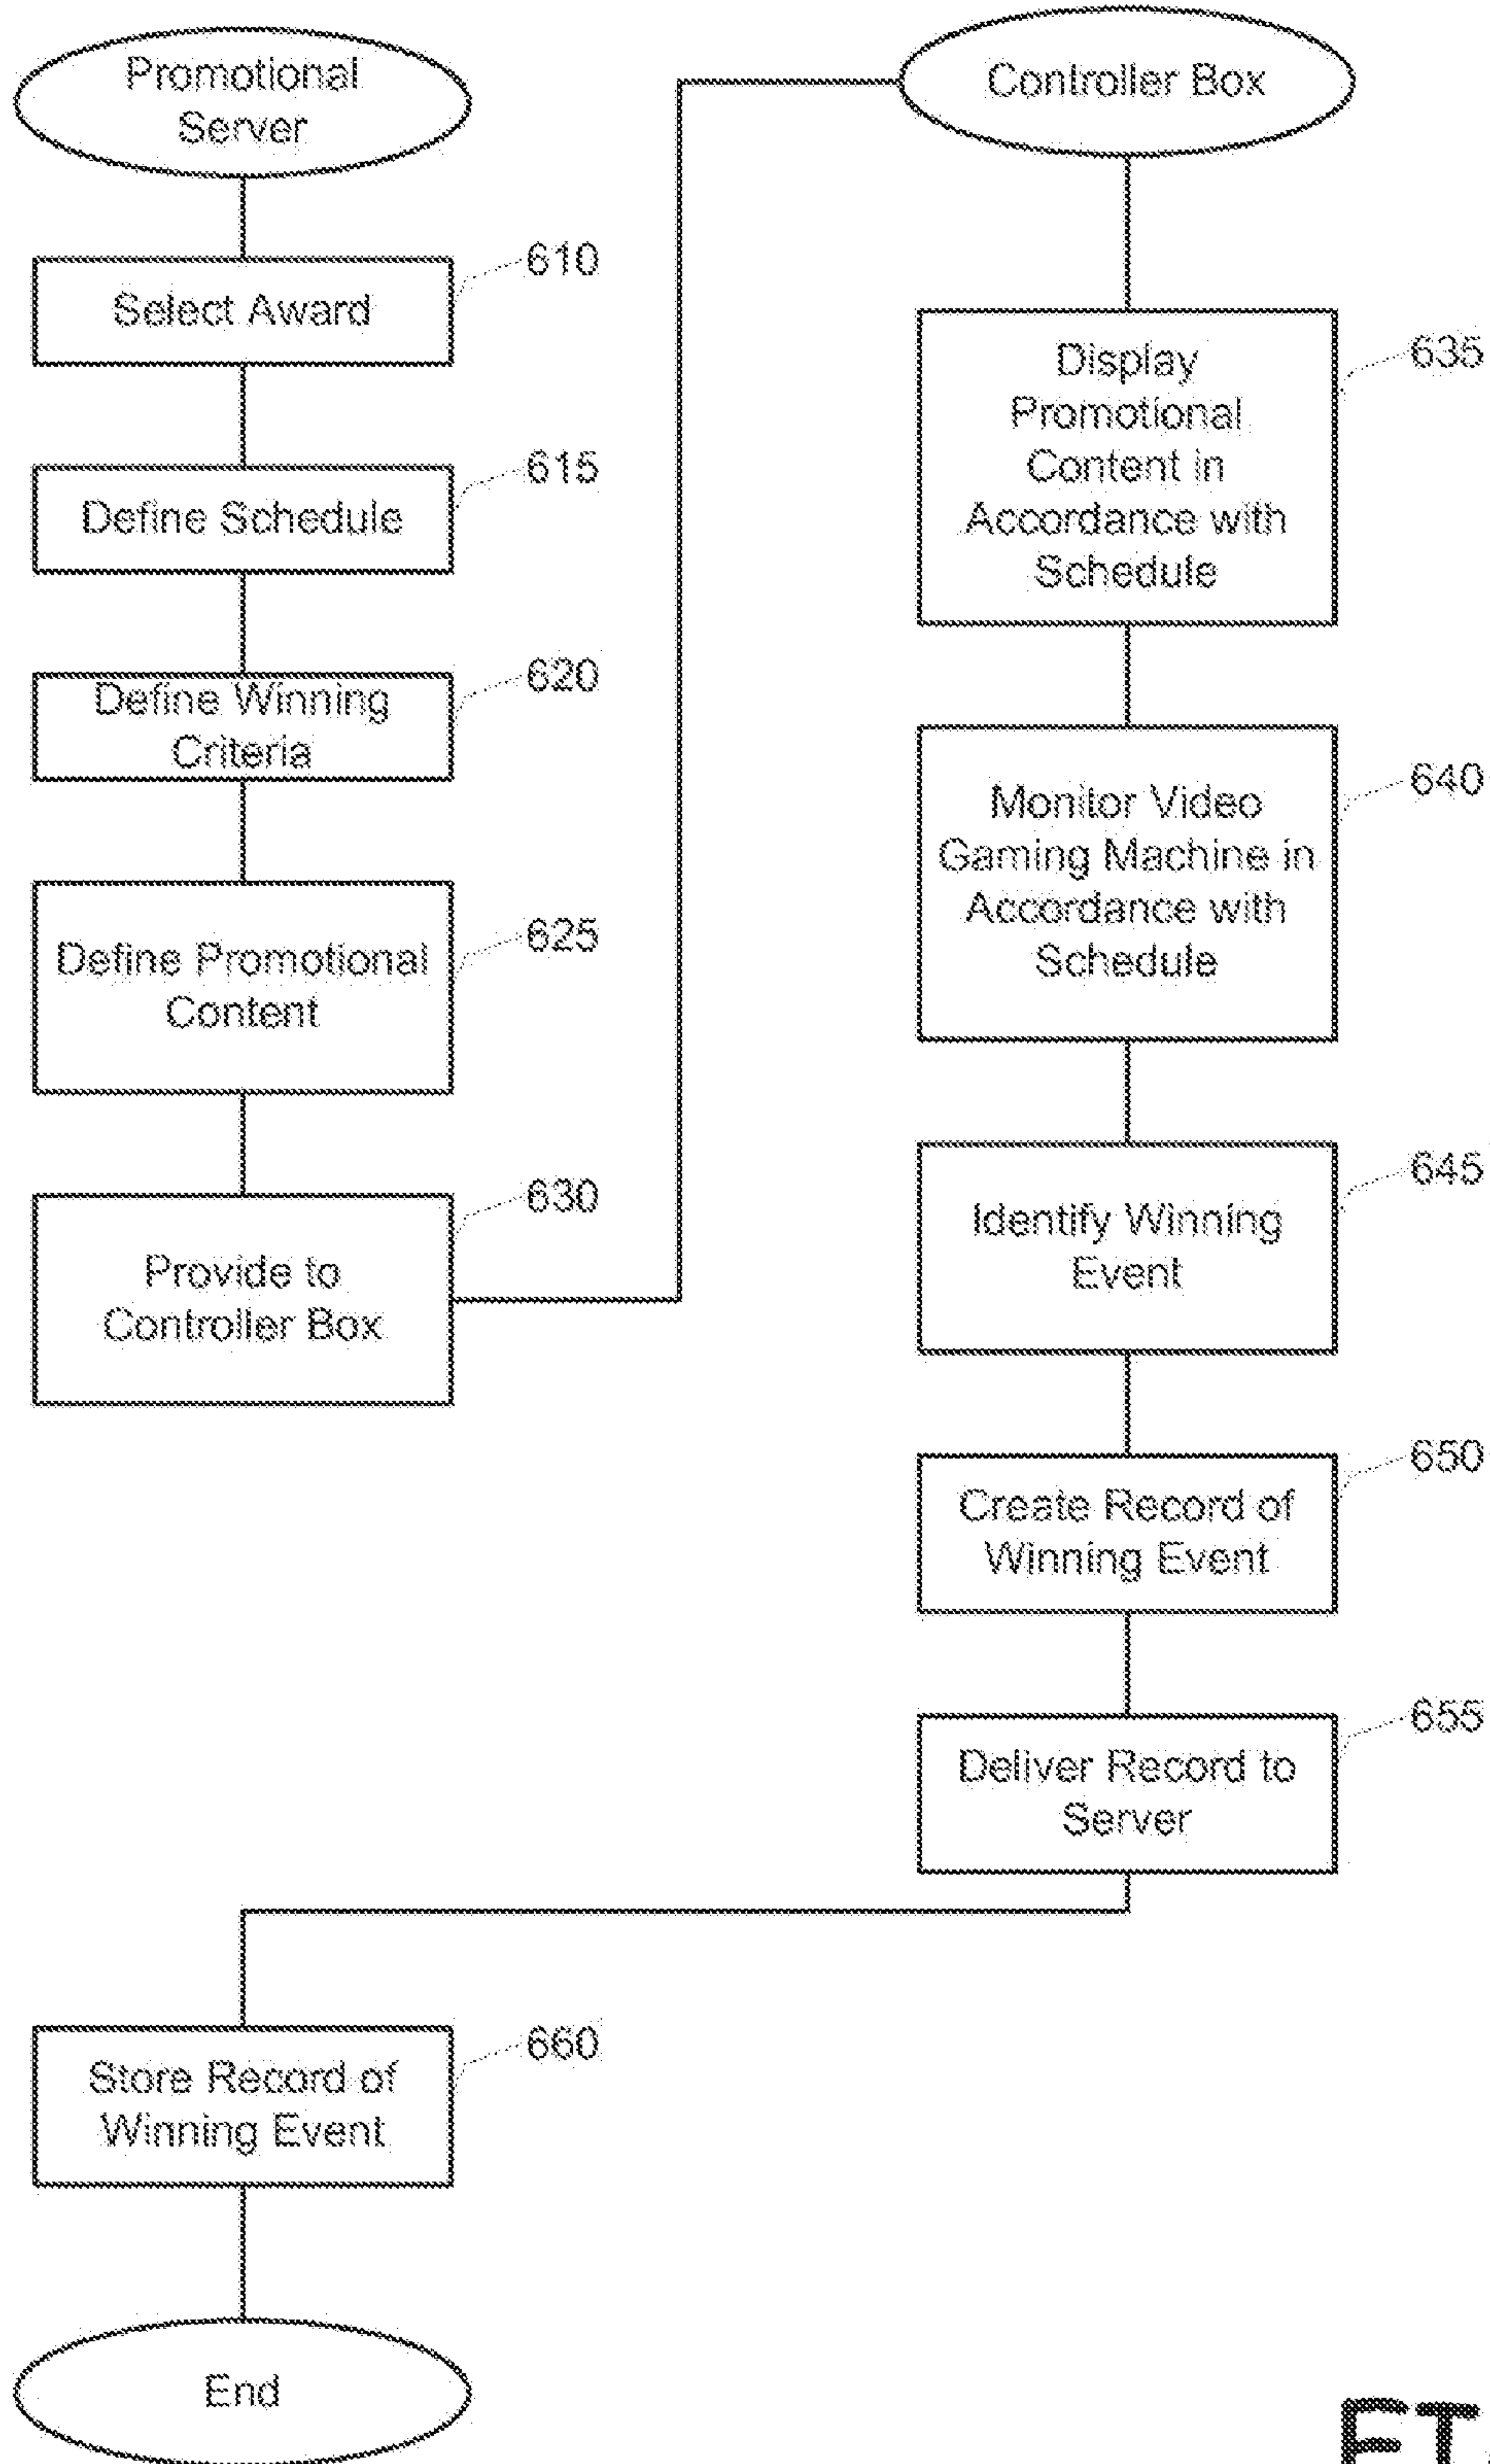 Promotional
Server
610
Select Award
615
Define Schedule
620
Define Winning
Criteria
625
Define Promotional
Content
630
Provide to
Controller Box
Controller Box
635
Display
Promotional
Content in
Accordance with
Schedule
640
Monitor Video
Gaming Machine in
Accordance with
Schedule
645
Identify Winning
Event
650
Create Record of
Winning Event
655
Deliver Record to
Server
660
Store Record of
Winning Event
End